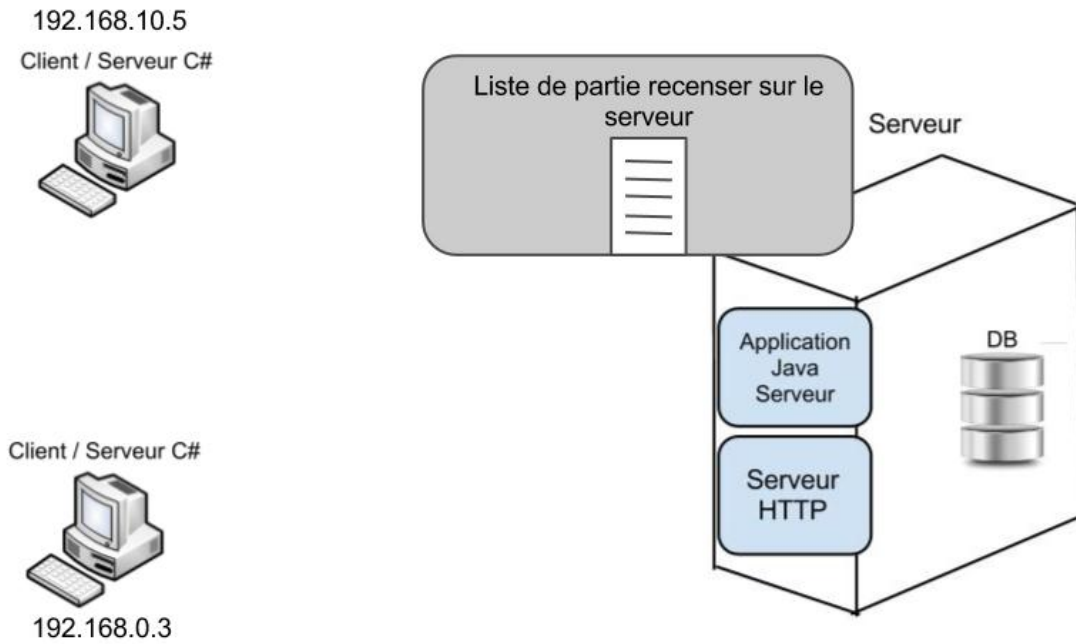 192.168.10.5
Client / Serveur C#
Liste de partie recenser sur le
serveur
Serveur
Application
Java
Serveur
DB
Serveur
HTTP
Client / Serveur C#
192.168.0.3